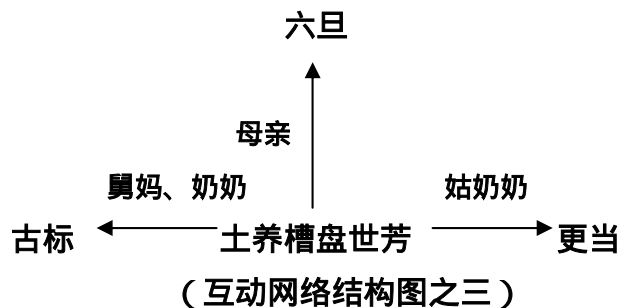 六旦
母亲
舅妈、奶奶 姑奶奶
古标 土养槽盘世芳 更当
（互动网络结构图之三）